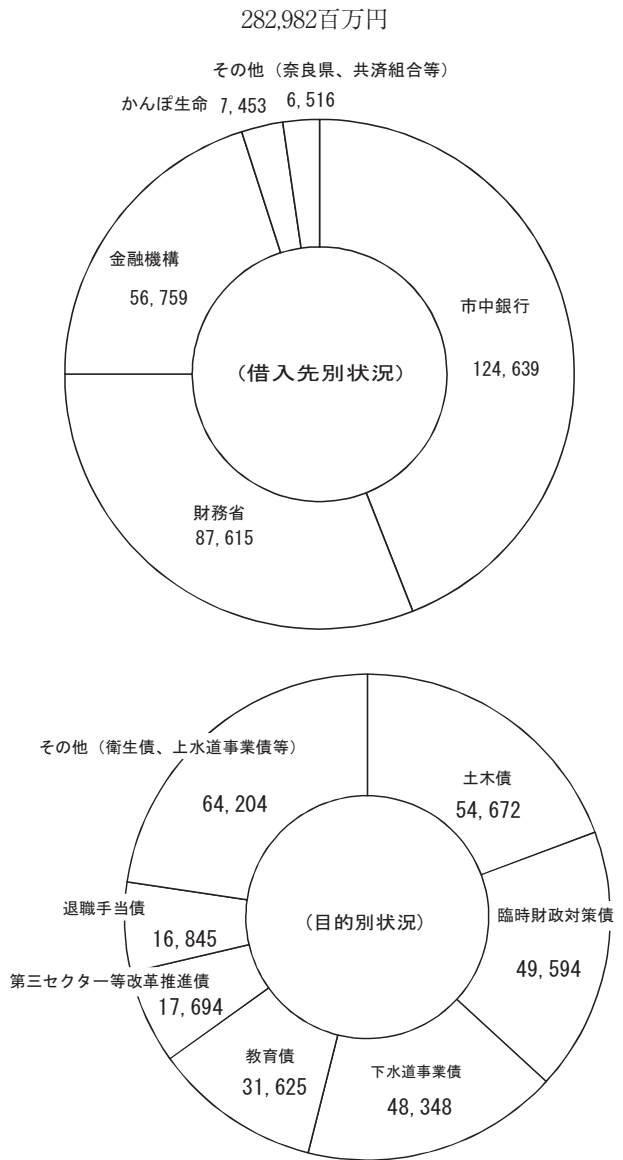 282,982百万円
その他（奈良県、共済組合等）
6,516
かんぽ生命 7,453
金融機構
56,759
市中銀行
124,639
（借入先別状況）
財務省
87,615
その他（衛生債、上水道事業債等）
64,204
土木債
54,672
退職手当債
16,845
（目的別状況）
臨時財政対策債
49,594
第三セクター等改革推進債
17,694
教育債
31,625
下水道事業債
48,348